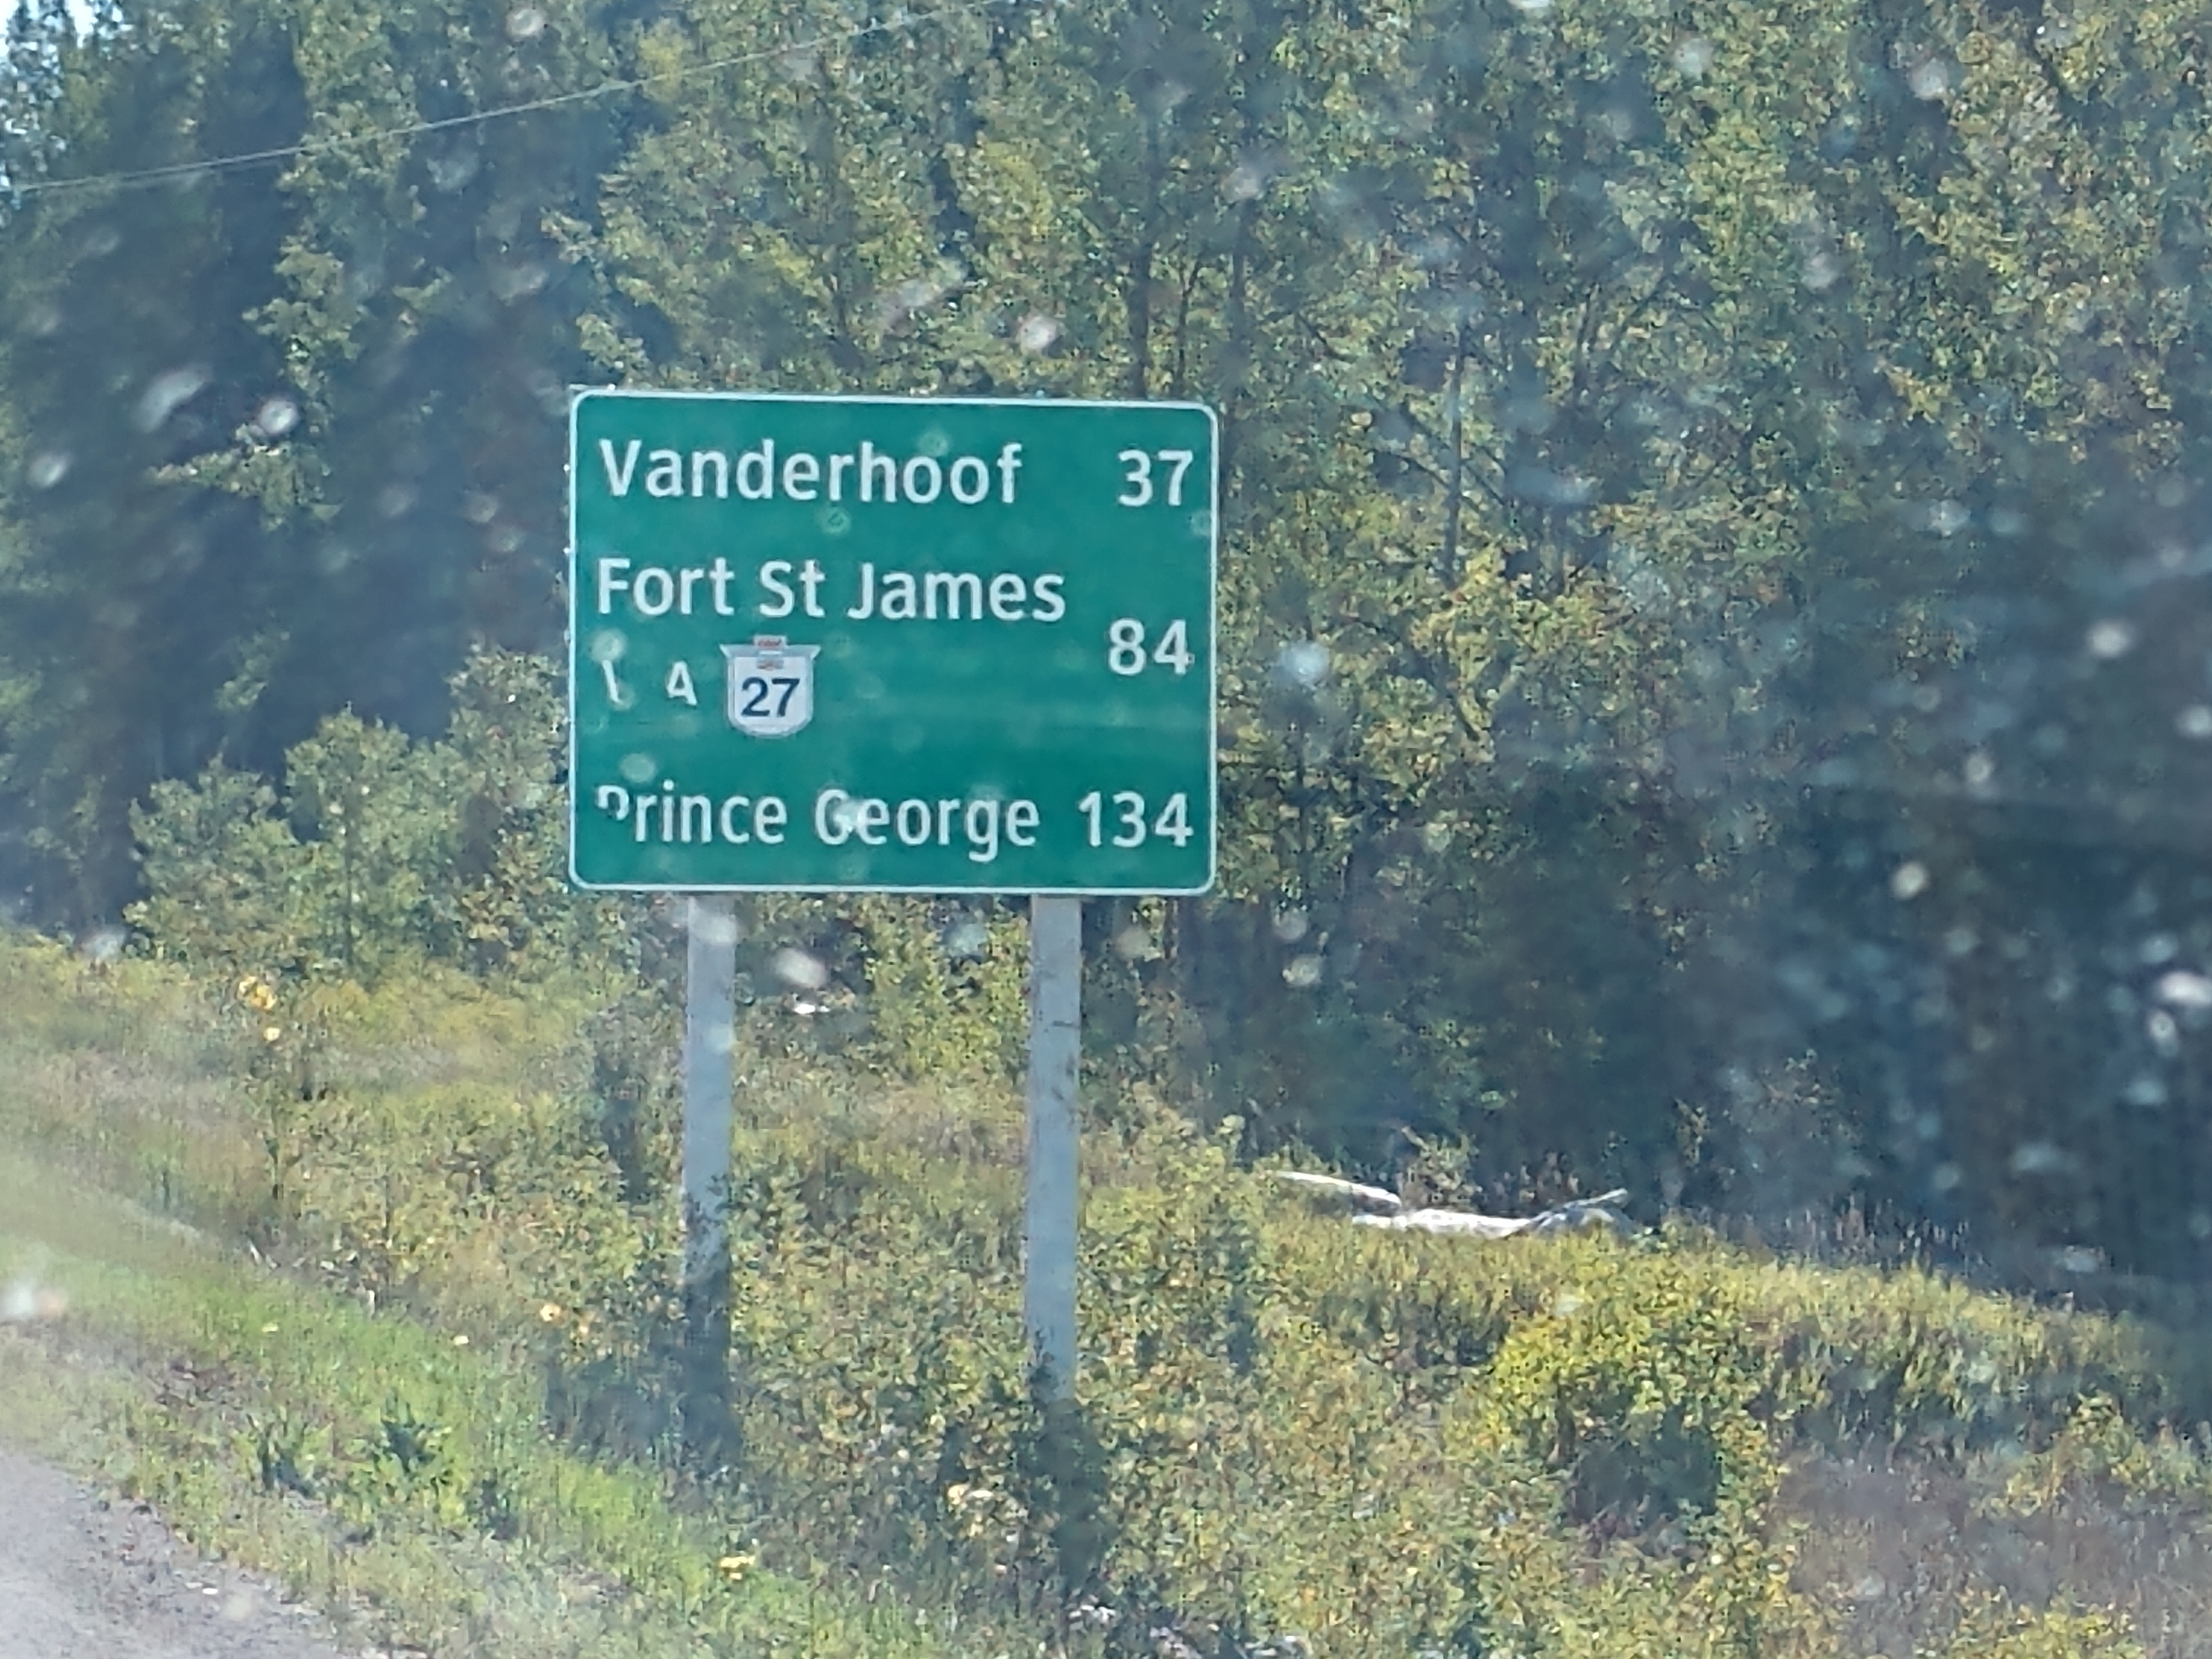 Vanderhoof 37
Fort St James 84
27
Prince George 134